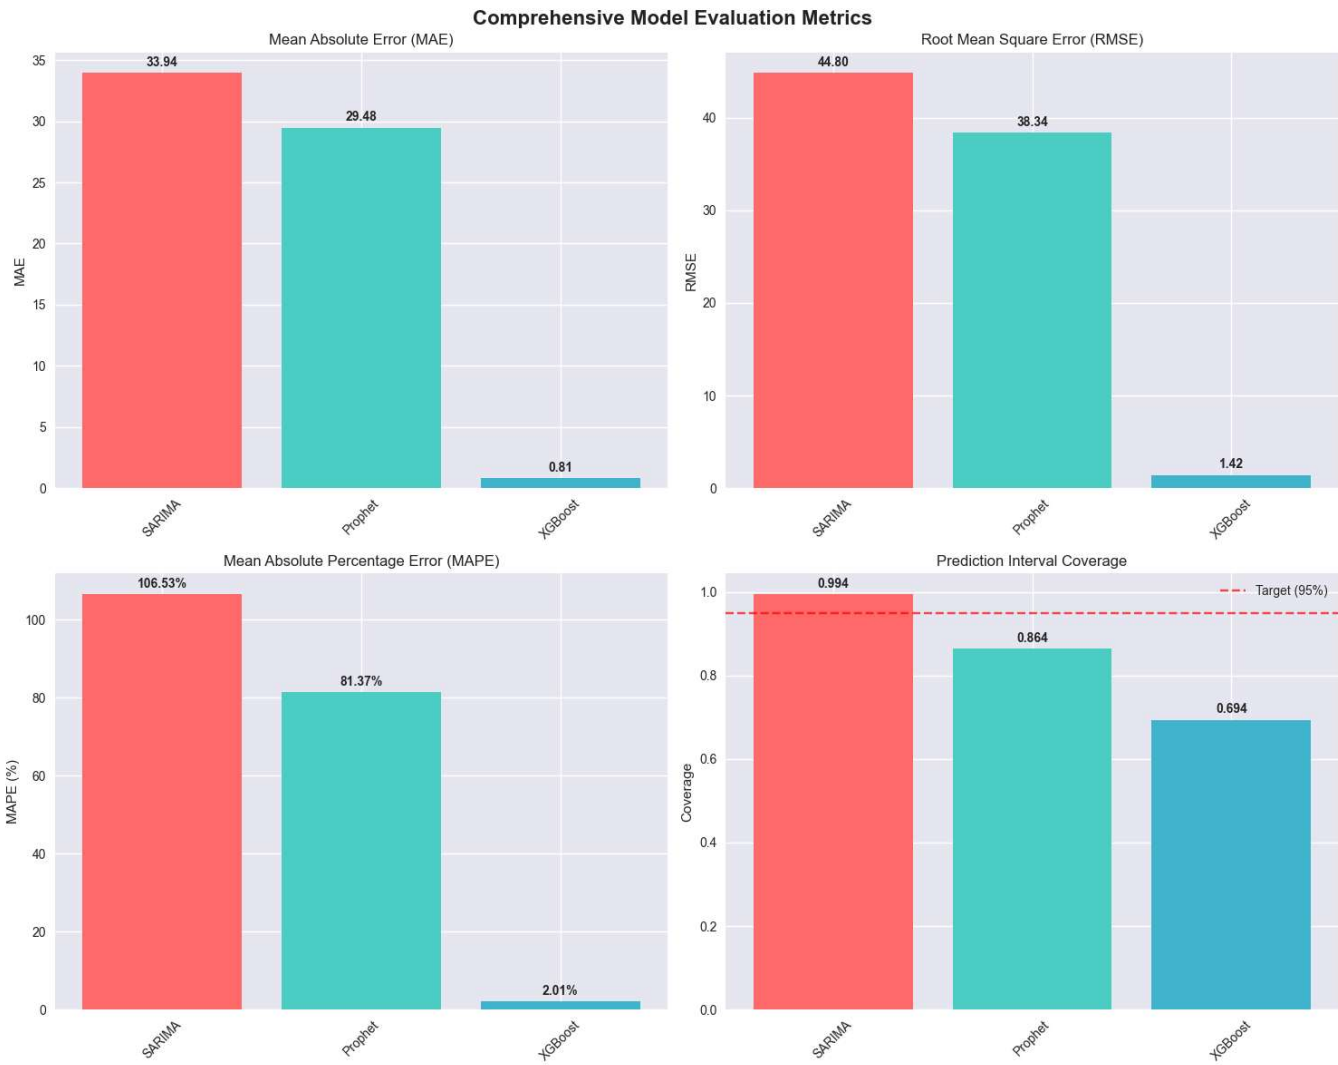 Comprehensive Model Evaluation Metrics
Mean Absolute Error (MAE)
35
30
25
20
15
10
5
0
MAE
33.94
29.48
0.81
SARIMA
Prophet
XGBoost
Root Mean Square Error (RMSE)
40
30
20
10
0
RMSE
44.80
38.34
1.42
SARIMA
Prophet
XGBoost
Mean Absolute Percentage Error (MAPE)
100
80
60
40
20
0
MAPE (%)
106.53%
81.37%
2.01%
SARIMA
Prophet
XGBoost
Prediction Interval Coverage
1.0
0.8
0.6
0.4
0.2
0.0
Coverage
Target (95%)
0.994
0.864
0.694
SARIMA
Prophet
XGBoost